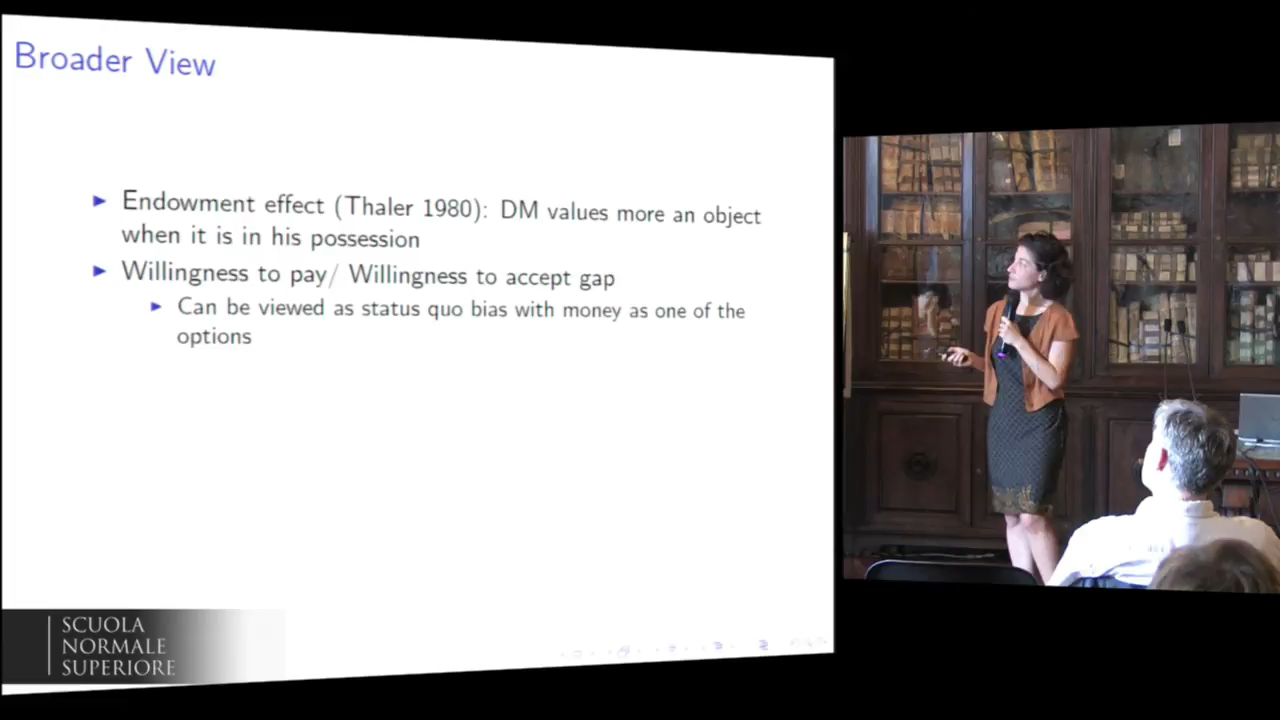 Broader View
Endowment effect (Thaler 1980): DM values more an object
when it is in his possession
Willingness to pay/ Willingness to accept gap
Can be viewed as status quo bias with money as one of the
options
SCUOLA
NORMALE
SUPERIORE